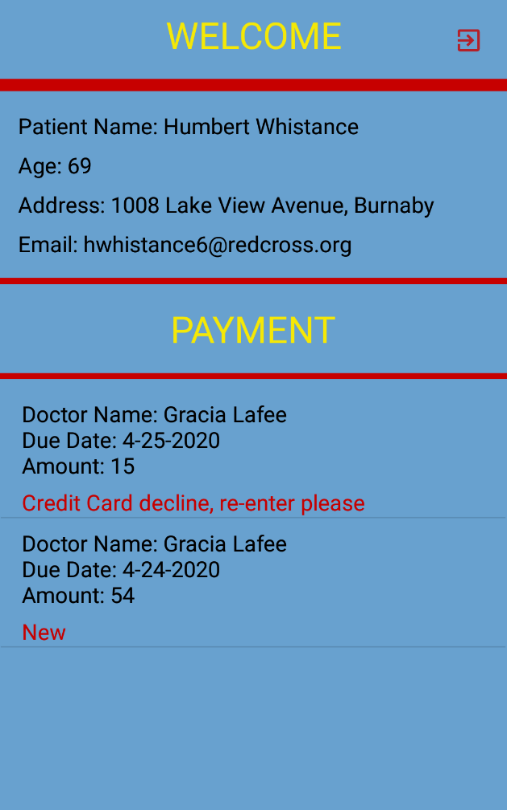 WELCOME
Patient Name: Humbert Whistance
Age: 69
Address: 1008 Lake View Avenue, Burnaby
Email: hwhistance6@redcross.org
PAYMENT
Doctor Name: Gracia Lafee
Due Date: 4-25-2020
Amount: 15
Credit Card decline, re-enter please
Doctor Name: Gracia Lafee
Due Date: 4-24-2020
Amount: 54
New